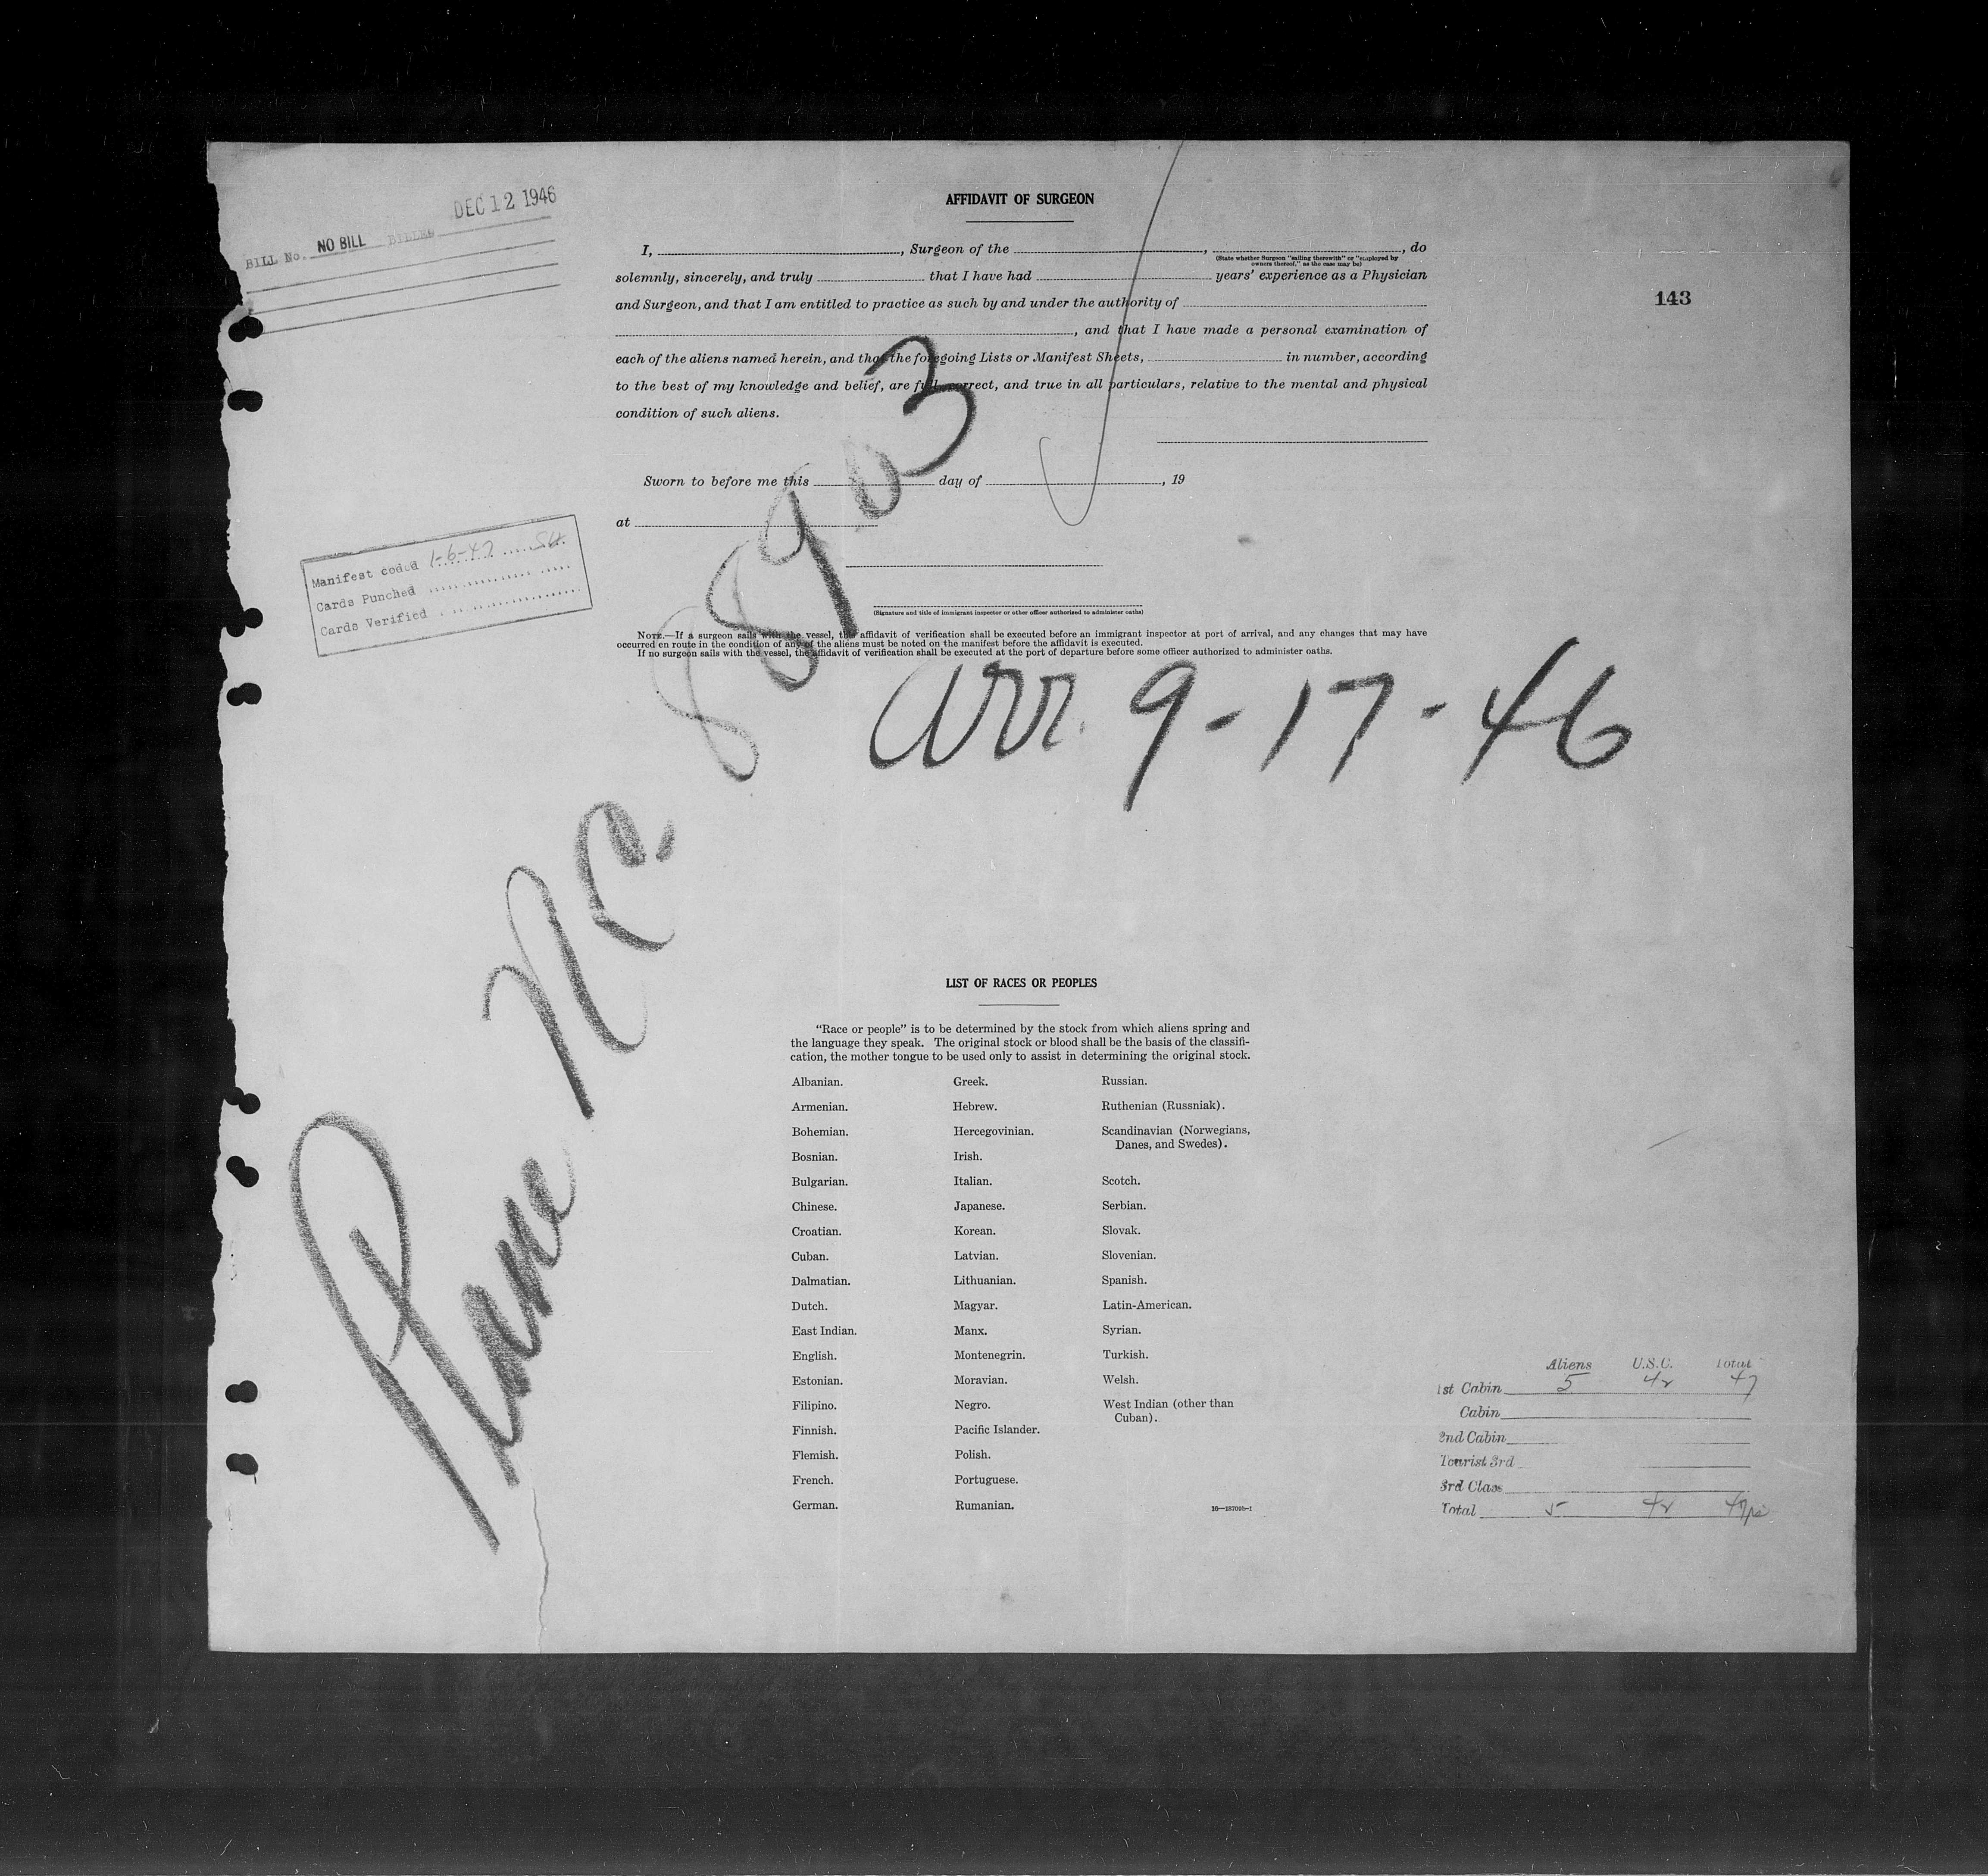 DEC 12 1946
BILL No. NO BILL BILLED
AFFIDAVIT OF SURGEON
I, , Surgeon of the , , do
(State whether Surgeon "sailing therewith" or "employed by
owners thereof," as the case may be)
solemnly, sincerely, and truly that I have had years' experience as a Physician
and Surgeon, and that I am entitled to practice as such by and under the authority of
, and that I have made a personal examination of
each of the aliens named herein, and that the foregoing Lists or Manifest Sheets, in number, according
to the best of my knowledge and belief, are full, correct, and true in all particulars, relative to the mental and physical
condition of such aliens.
143
Sworn to before me this day of , 19
at
(Signature and title of immigrant inspector or other officer authorized to administer oaths)
Manifest coded 1-6-47
Cards Punched
Cards Verified
NOTE.—If a surgeon sails with the vessel, the affidavit of verification shall be executed before an immigrant inspector at port of arrival, and any changes that may have
occurred en route in the condition of any of the aliens must be noted on the manifest before the affidavit is executed.
If no surgeon sails with the vessel, the affidavit of verification shall be executed at the port of departure before some officer authorized to administer oaths.
Plane NC. 88903
arr. 9-17-46
LIST OF RACES OR PEOPLES
"Race or people" is to be determined by the stock from which aliens spring and
the language they speak. The original stock or blood shall be the basis of the classifi-
cation, the mother tongue to be used only to assist in determining the original stock.
Albanian.
Armenian.
Bohemian.
Bosnian.
Bulgarian.
Chinese.
Croatian.
Cuban.
Dalmatian.
Dutch.
East Indian.
English.
Estonian.
Filipino.
Finnish.
Flemish.
French.
German.
Greek.
Hebrew.
Hercegovinian.
Irish.
Italian.
Japanese.
Korean.
Latvian.
Lithuanian.
Magyar.
Manx.
Montenegrin.
Moravian.
Negro.
Pacific Islander.
Polish.
Portuguese.
Rumanian.
Russian.
Ruthenian (Russniak).
Scandinavian (Norwegians,
Danes, and Swedes).
Scotch.
Serbian.
Slovak.
Slovenian.
Spanish.
Latin-American.
Syrian.
Turkish.
Welsh.
West Indian (other than
Cuban).
16—18709b-1
Aliens U.S.C. Total
1st Cabin 5 42 47
Cabin
2nd Cabin
Tourist 3rd
3rd Class
Total 5 42 47